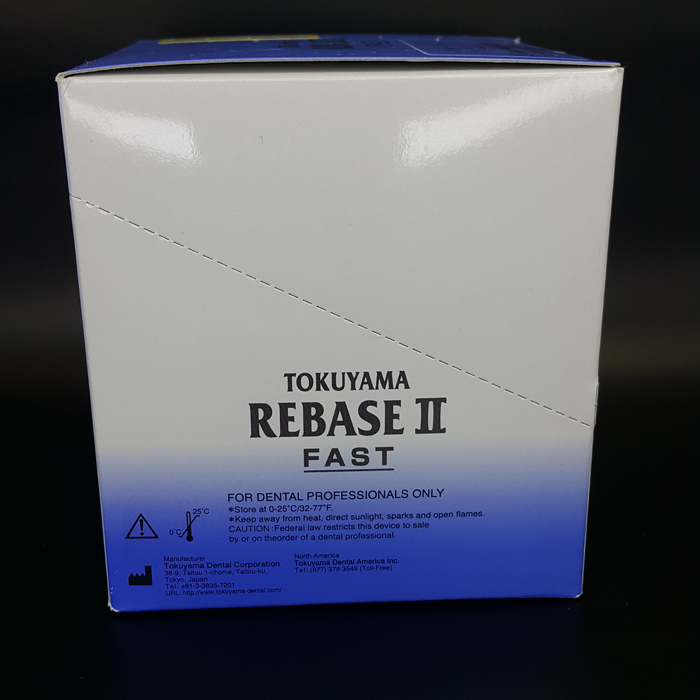 TOKUYAMA
REBASE II
FAST
FOR DENTAL PROFESSIONALS ONLY
*Store at 0-25°C/32-77°F.
*Keep away from heat, direct sunlight, sparks and open flames.
CAUTION:Federal law restricts this device to sale
by or on theorder of a dental professional.
25°C
0°C
Manufacturer
Tokuyama Dental Corporation
38-9, Taitou 1-chome, Taitou-ku,
Tokyo, Japan
Tel: +81-3-3835-7201
URL: http://www.tokuyama-dental.com/
North America
Tokuyama Dental America Inc.
Tel: (877) 378 3548 (Toll-Free)